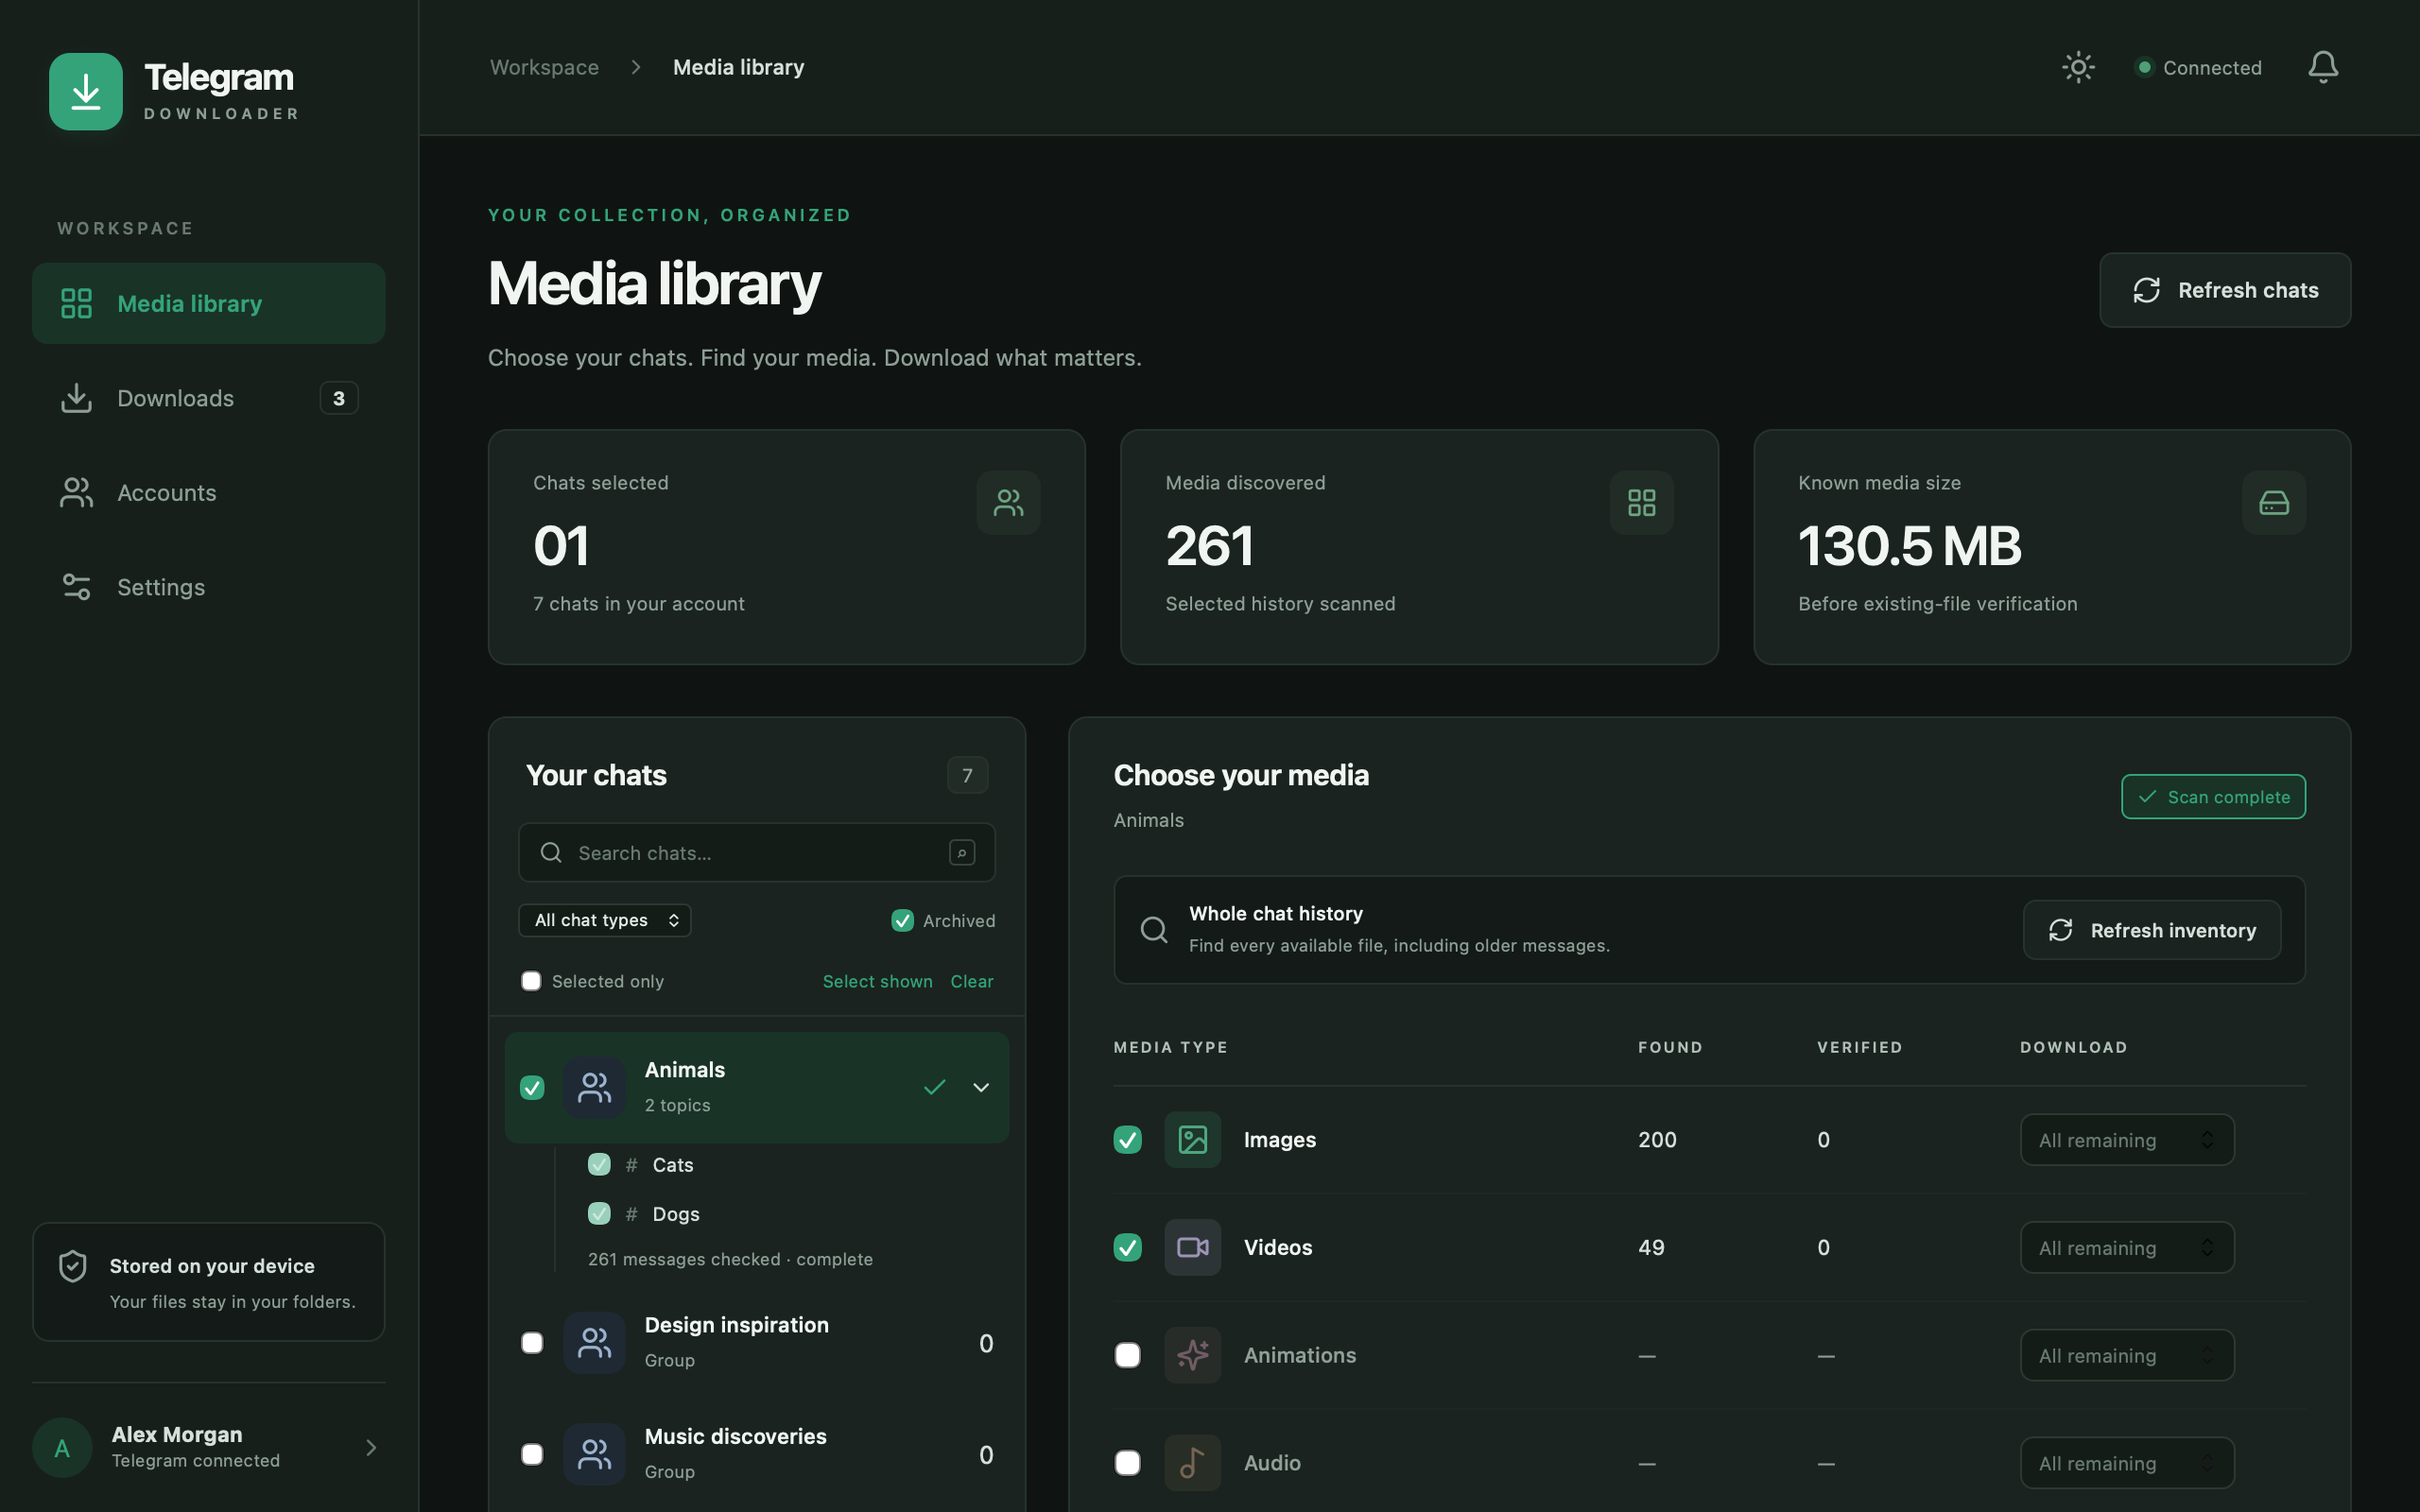 Telegram
DOWNLOADER
WORKSPACE
Media library
Downloads 3
Accounts
Settings
Stored on your device
Your files stay in your folders.
A
Alex Morgan
Telegram connected
Workspace > Media library
Connected
YOUR COLLECTION, ORGANIZED
Media library
Choose your chats. Find your media. Download what matters.
Refresh chats
Chats selected
01
7 chats in your account
Media discovered
261
Selected history scanned
Known media size
130.5 MB
Before existing-file verification
Your chats 7
Search chats...
All chat types
Archived
Selected only
Select shown Clear
Animals
2 topics
# Cats
# Dogs
261 messages checked · complete
Design inspiration
Group
0
Music discoveries
Group
0
Choose your media
Animals
Scan complete
Whole chat history
Find every available file, including older messages.
Refresh inventory
MEDIA TYPE FOUND VERIFIED DOWNLOAD
Images 200 0 All remaining
Videos 49 0 All remaining
Animations — — All remaining
Audio — — All remaining